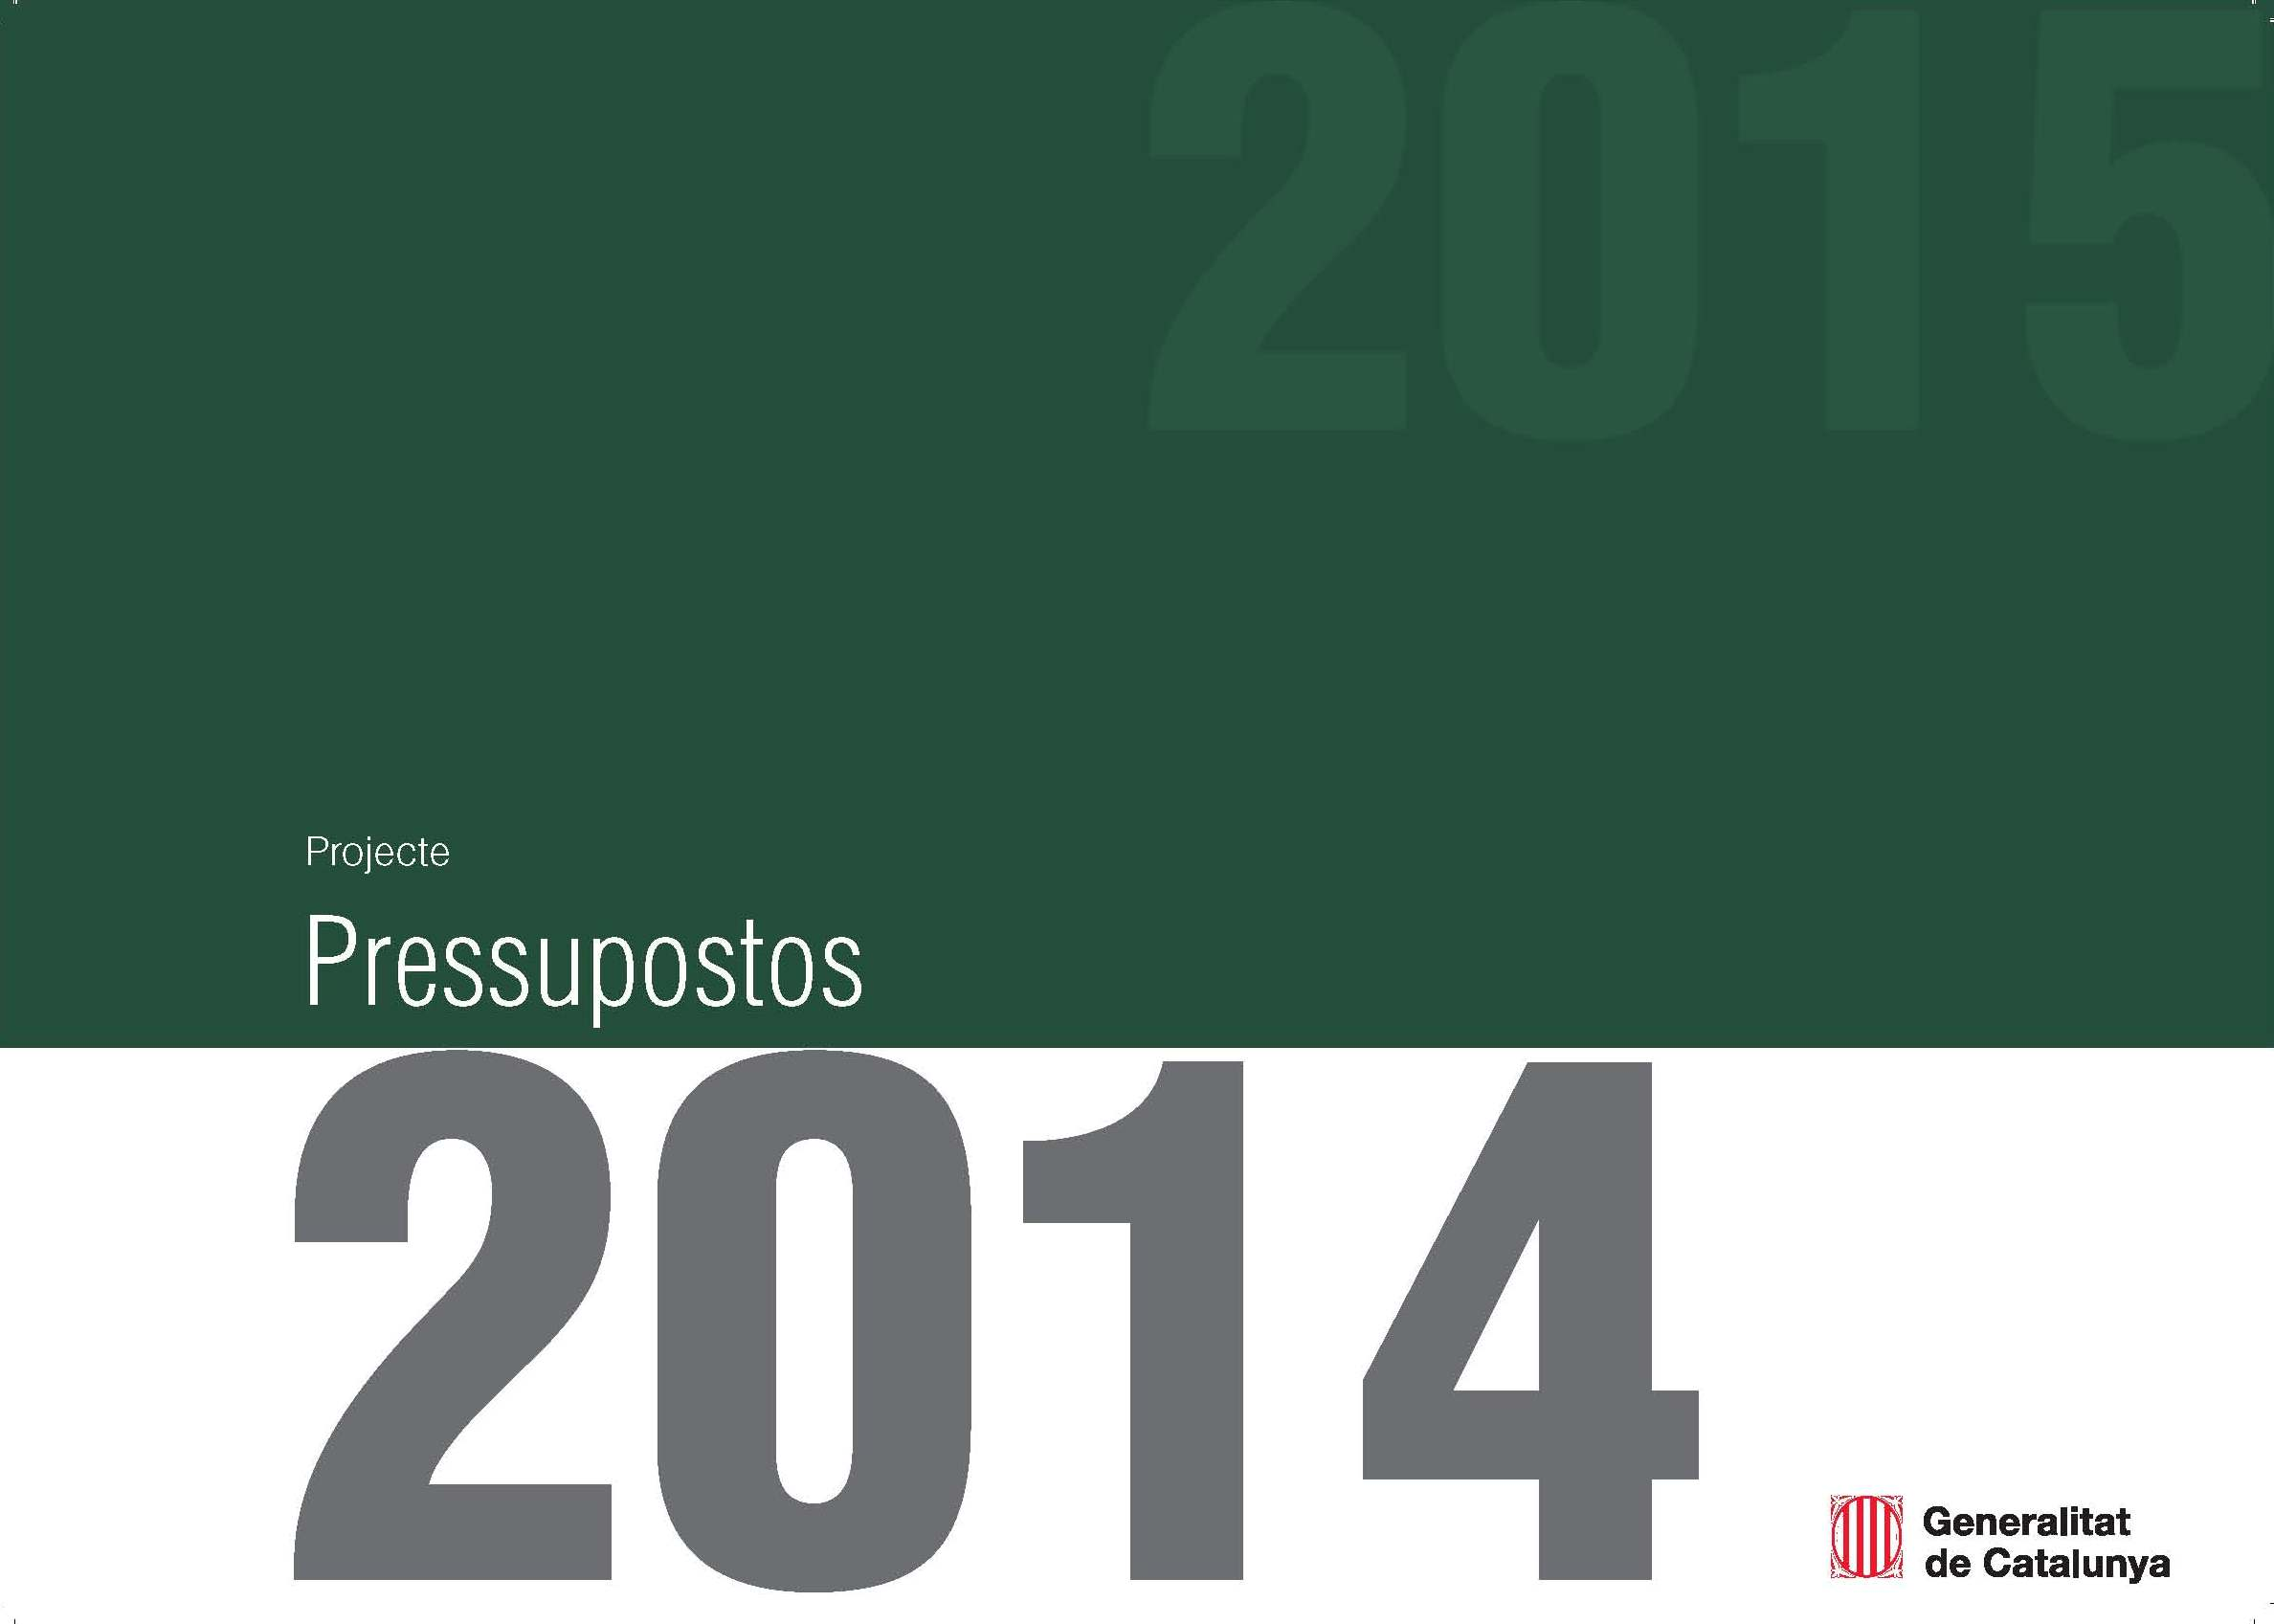 2015
Projecte
Pressupostos
2014
Generalitat
de Catalunya